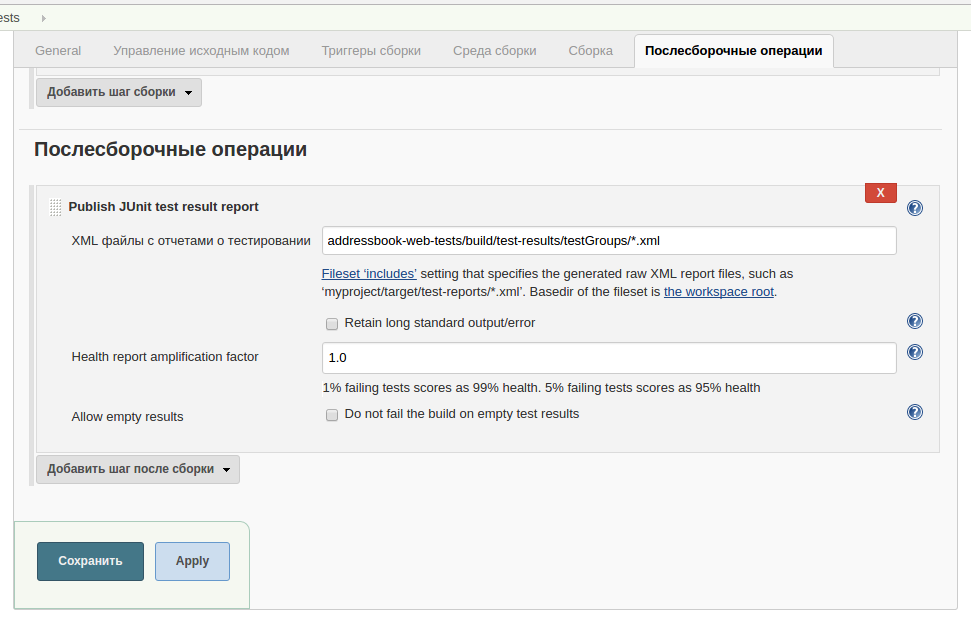 ests
General Управление исходным кодом Триггеры сборки Среда сборки Сборка Послесборочные операции
Добавить шаг сборки
Послесборочные операции
X
Publish JUnit test result report
XML файлы с отчетами о тестировании addressbook-web-tests/build/test-results/testGroups/*.xml
Fileset ‘includes’ setting that specifies the generated raw XML report files, such as
‘myproject/target/test-reports/*.xml’. Basedir of the fileset is the workspace root.
Retain long standard output/error
Health report amplification factor 1.0
1% failing tests scores as 99% health. 5% failing tests scores as 95% health
Allow empty results Do not fail the build on empty test results
Добавить шаг после сборки
Сохранить Apply